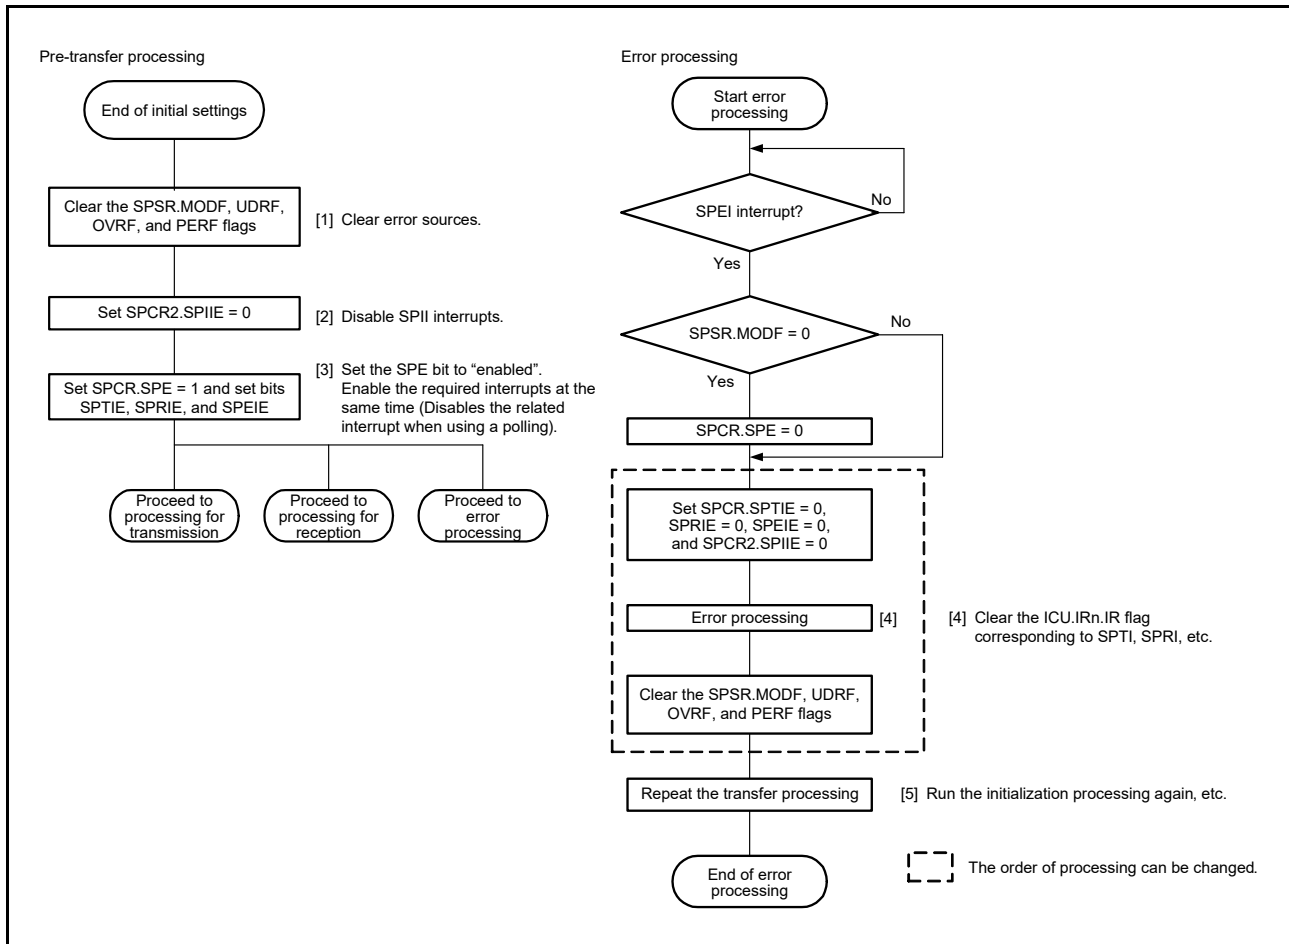 Pre-transfer processing
End of initial settings
Clear the SPSR.MODF, UDRF,
OVRF, and PERF flags
[1] Clear error sources.
Set SPCR2.SPIIE = 0
[2] Disable SPII interrupts.
Set SPCR.SPE = 1 and set bits
SPTIE, SPRIE, and SPEIE
[3] Set the SPE bit to “enabled”.
Enable the required interrupts at the
same time (Disables the related
interrupt when using a polling).
Proceed to
processing for
transmission
Proceed to
processing for
reception
Proceed to
error
processing
Error processing
Start error
processing
SPEI interrupt?
No
Yes
SPSR.MODF = 0
No
Yes
SPCR.SPE = 0
Set SPCR.SPTIE = 0,
SPRIE = 0, SPEIE = 0,
and SPCR2.SPIIE = 0
Error processing
[4]
[4] Clear the ICU.IRn.IR flag
corresponding to SPTI, SPRI, etc.
Clear the SPSR.MODF, UDRF,
OVRF, and PERF flags
Repeat the transfer processing
[5] Run the initialization processing again, etc.
End of error
processing
The order of processing can be changed.